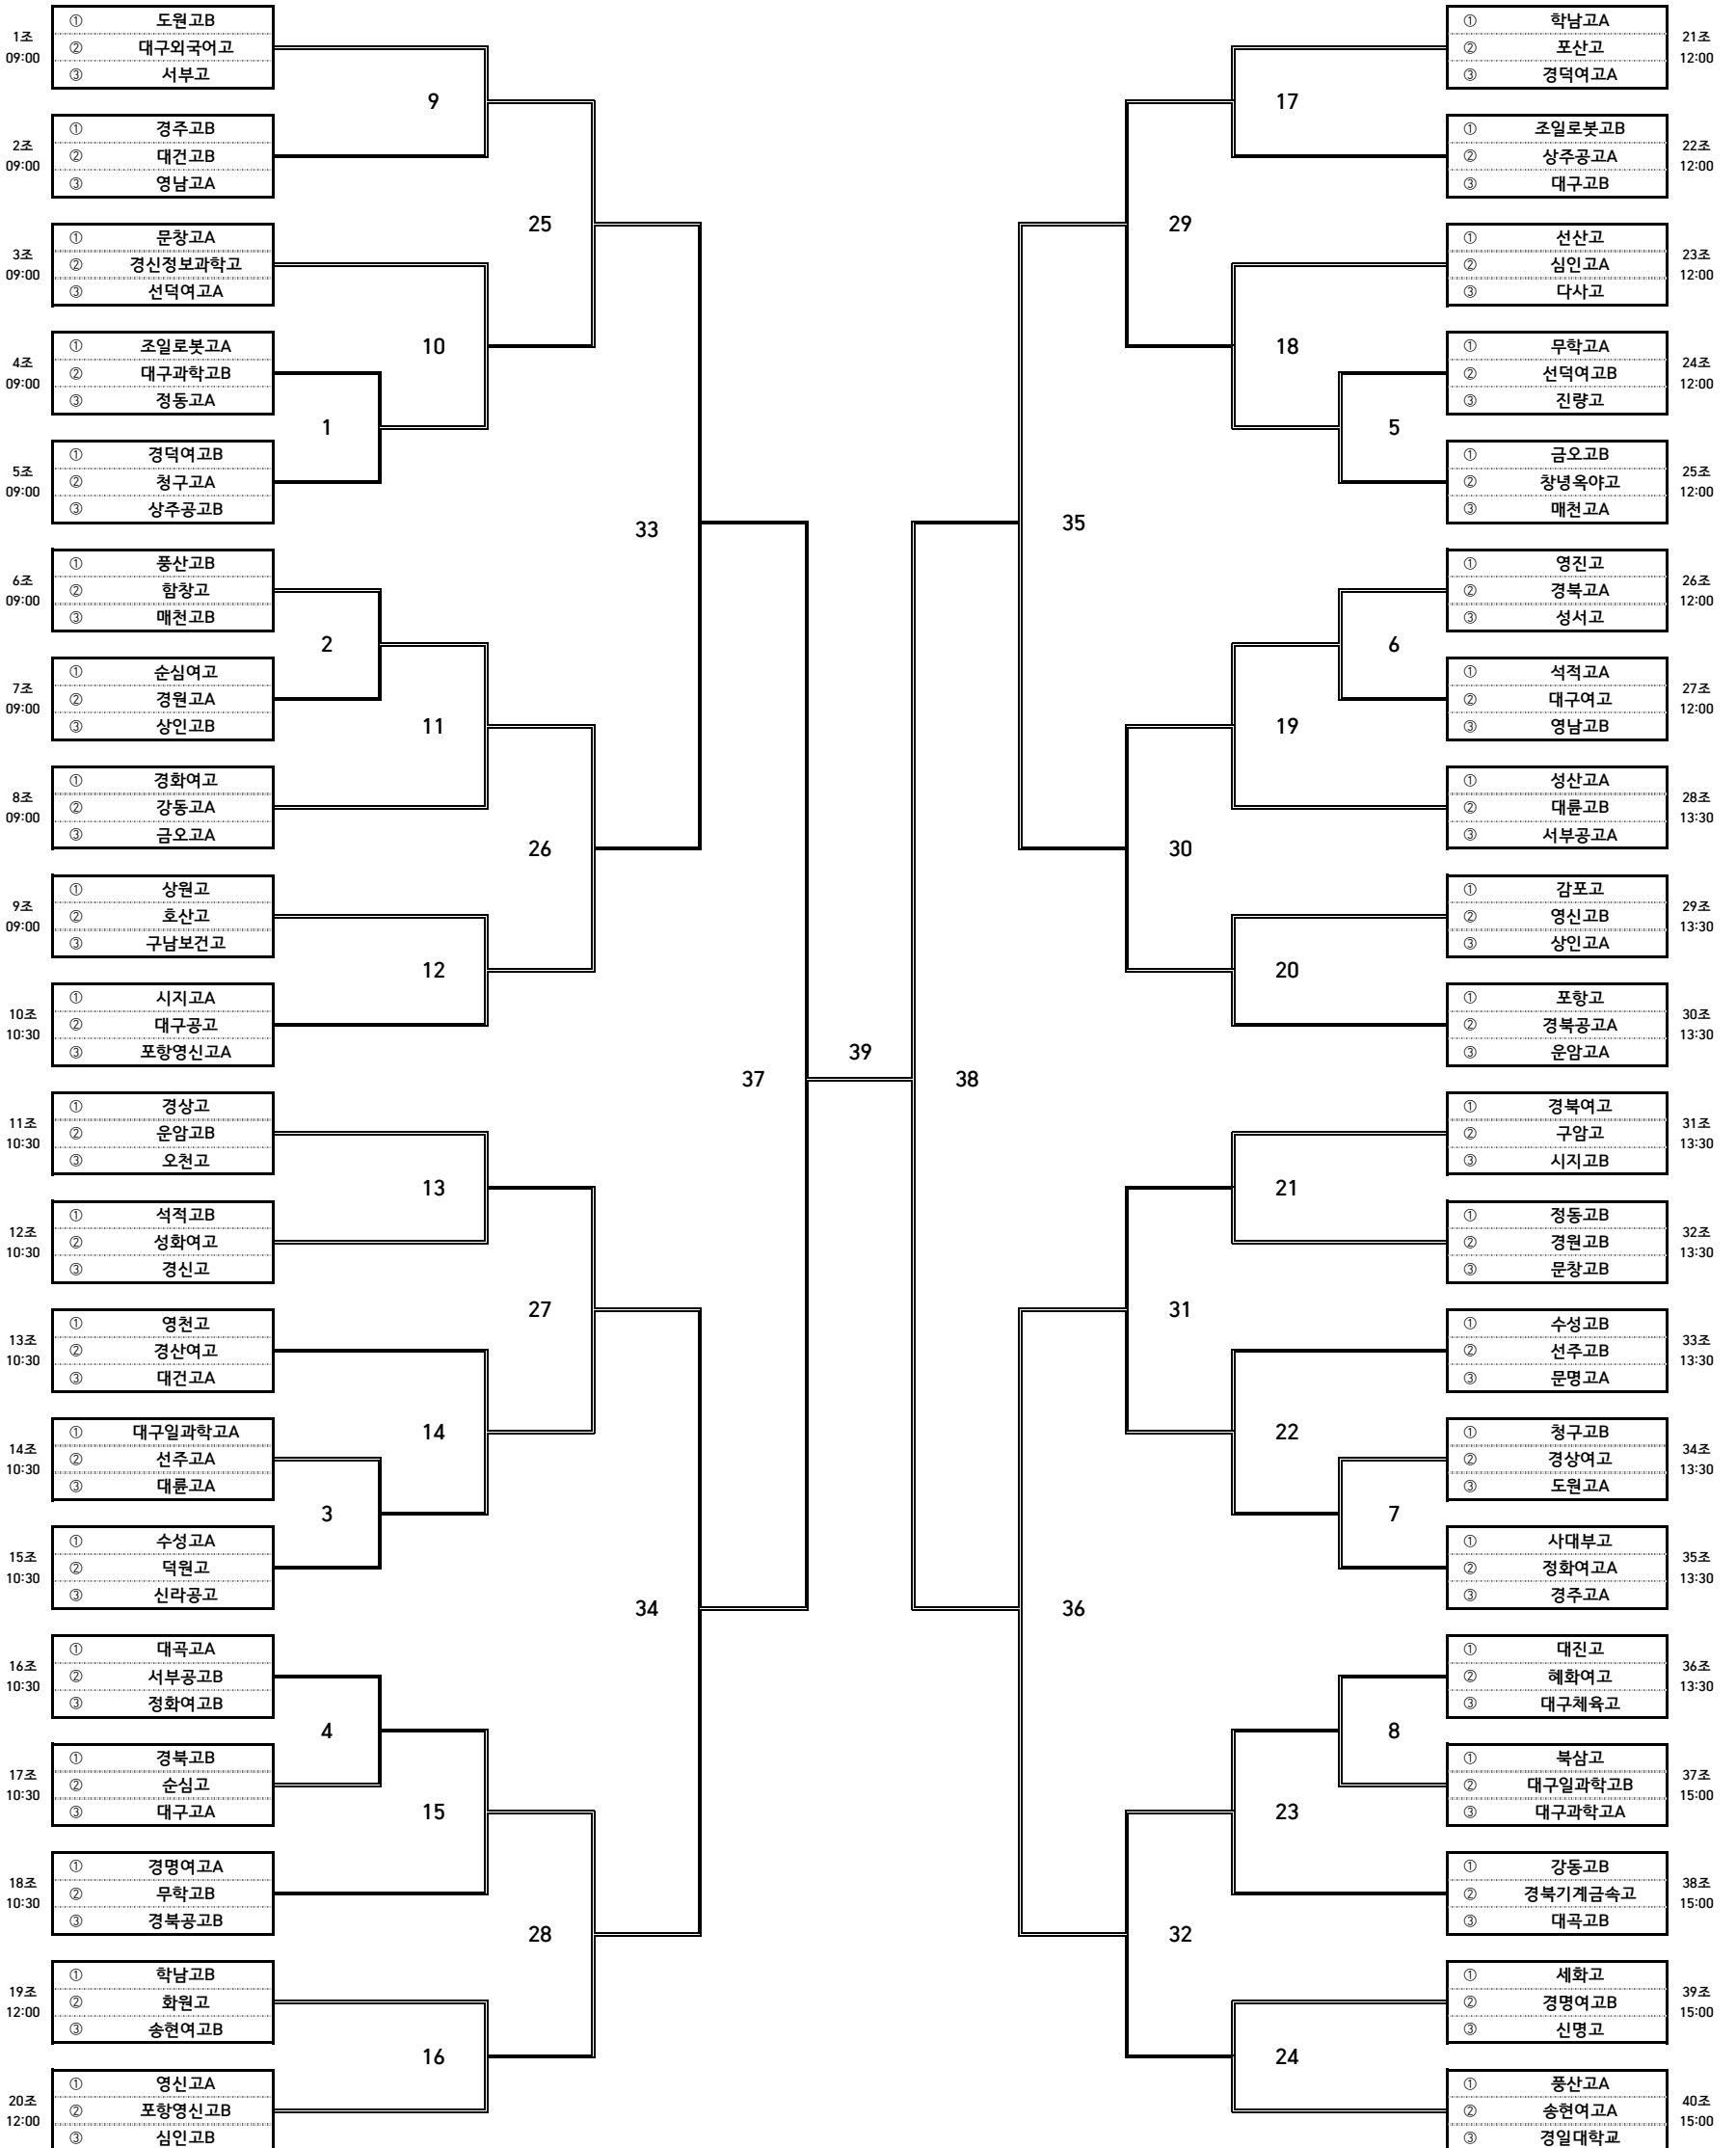 1조
09:00
① 도원고B
② 대구외국어고
③ 서부고
2조
09:00
① 경주고B
② 대건고B
③ 영남고A
3조
09:00
① 문창고A
② 경신정보과학고
③ 선덕여고A
4조
09:00
① 조일로봇고A
② 대구과학고B
③ 정동고A
5조
09:00
① 경덕여고B
② 청구고A
③ 상주공고B
6조
09:00
① 풍산고B
② 함창고
③ 매천고B
7조
09:00
① 순심여고
② 경원고A
③ 상인고B
8조
09:00
① 경화여고
② 강동고A
③ 금오고A
9조
09:00
① 상원고
② 호산고
③ 구남보건고
10조
10:30
① 시지고A
② 대구공고
③ 포항영신고A
11조
10:30
① 경상고
② 운암고B
③ 오천고
12조
10:30
① 석적고B
② 성화여고
③ 경신고
13조
10:30
① 영천고
② 경산여고
③ 대건고A
14조
10:30
① 대구일과학고A
② 선주고A
③ 대륜고A
15조
10:30
① 수성고A
② 덕원고
③ 신라공고
16조
10:30
① 대곡고A
② 서부공고B
③ 정화여고B
17조
10:30
① 경북고B
② 순심고
③ 대구고A
18조
10:30
① 경명여고A
② 무학고B
③ 경북공고B
19조
12:00
① 학남고B
② 화원고
③ 송현여고B
20조
12:00
① 영신고A
② 포항영신고B
③ 심인고B
1
2
3
4
9
10
11
12
13
14
15
16
25
26
27
28
33
34
37
39
38
35
36
29
30
31
32
17
18
19
20
21
22
23
24
5
6
7
8
① 학남고A
② 포산고
③ 경덕여고A
21조
12:00
① 조일로봇고B
② 상주공고A
③ 대구고B
22조
12:00
① 선산고
② 심인고A
③ 다사고
23조
12:00
① 무학고A
② 선덕여고B
③ 진량고
24조
12:00
① 금오고B
② 창녕옥야고
③ 매천고A
25조
12:00
① 영진고
② 경북고A
③ 성서고
26조
12:00
① 석적고A
② 대구여고
③ 영남고B
27조
12:00
① 성산고A
② 대륜고B
③ 서부공고A
28조
13:30
① 감포고
② 영신고B
③ 상인고A
29조
13:30
① 포항고
② 경북공고A
③ 운암고A
30조
13:30
① 경북여고
② 구암고
③ 시지고B
31조
13:30
① 정동고B
② 경원고B
③ 문창고B
32조
13:30
① 수성고B
② 선주고B
③ 문명고A
33조
13:30
① 청구고B
② 경상여고
③ 도원고A
34조
13:30
① 사대부고
② 정화여고A
③ 경주고A
35조
13:30
① 대진고
② 혜화여고
③ 대구체육고
36조
13:30
① 북삼고
② 대구일과학고B
③ 대구과학고A
37조
15:00
① 강동고B
② 경북기계금속고
③ 대곡고B
38조
15:00
① 세화고
② 경명여고B
③ 신명고
39조
15:00
① 풍산고A
② 송현여고A
③ 경일대학교
40조
15:00